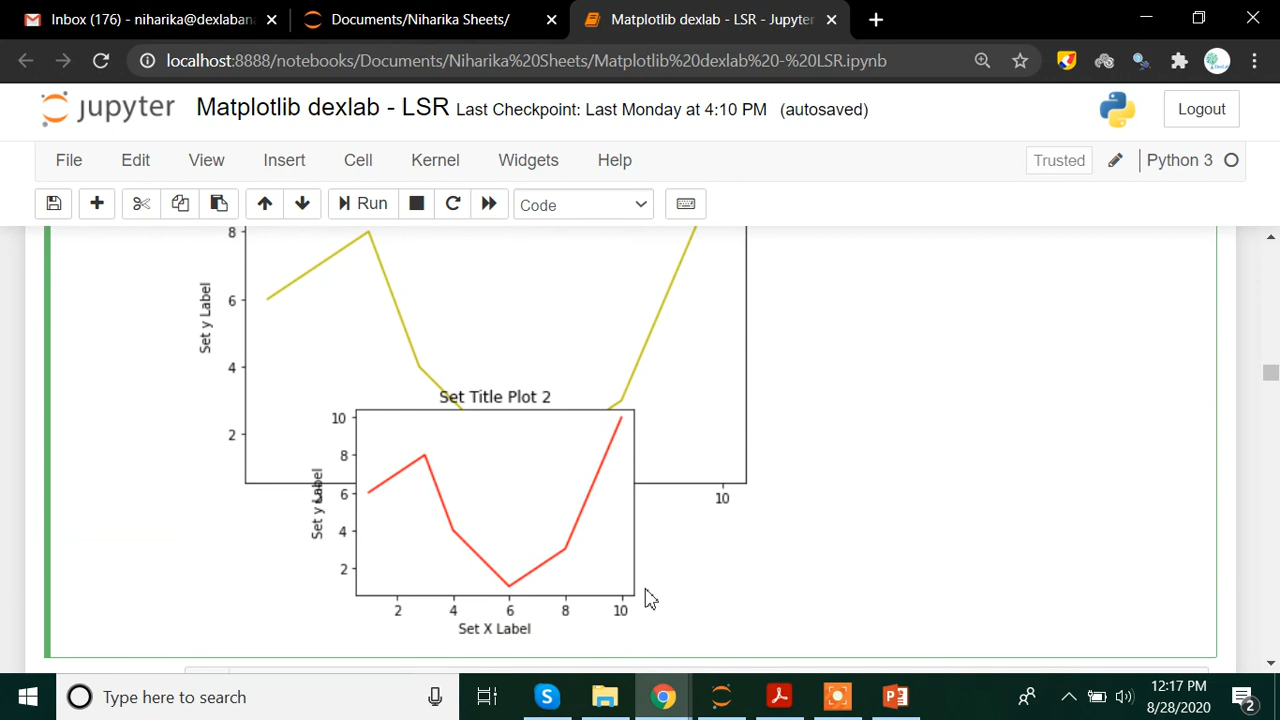 Inbox (176) - niharika@dexlabana
Documents/Niharika Sheets/
Matplotlib dexlab - LSR - Jupyter
localhost:8888/notebooks/Documents/Niharika%20Sheets/Matplotlib%20dexlab%20-%20LSR.ipynb
jupyter Matplotlib dexlab - LSR Last Checkpoint: Last Monday at 4:10 PM (autosaved)
Logout
File Edit View Insert Cell Kernel Widgets Help
Trusted Python 3
Run Code
8
6
4
2
Set y Label
10
Set Title Plot 2
10
8
6
4
2
Set y Label
2 4 6 8 10
Set X Label
Type here to search
12:17 PM
8/28/2020
2